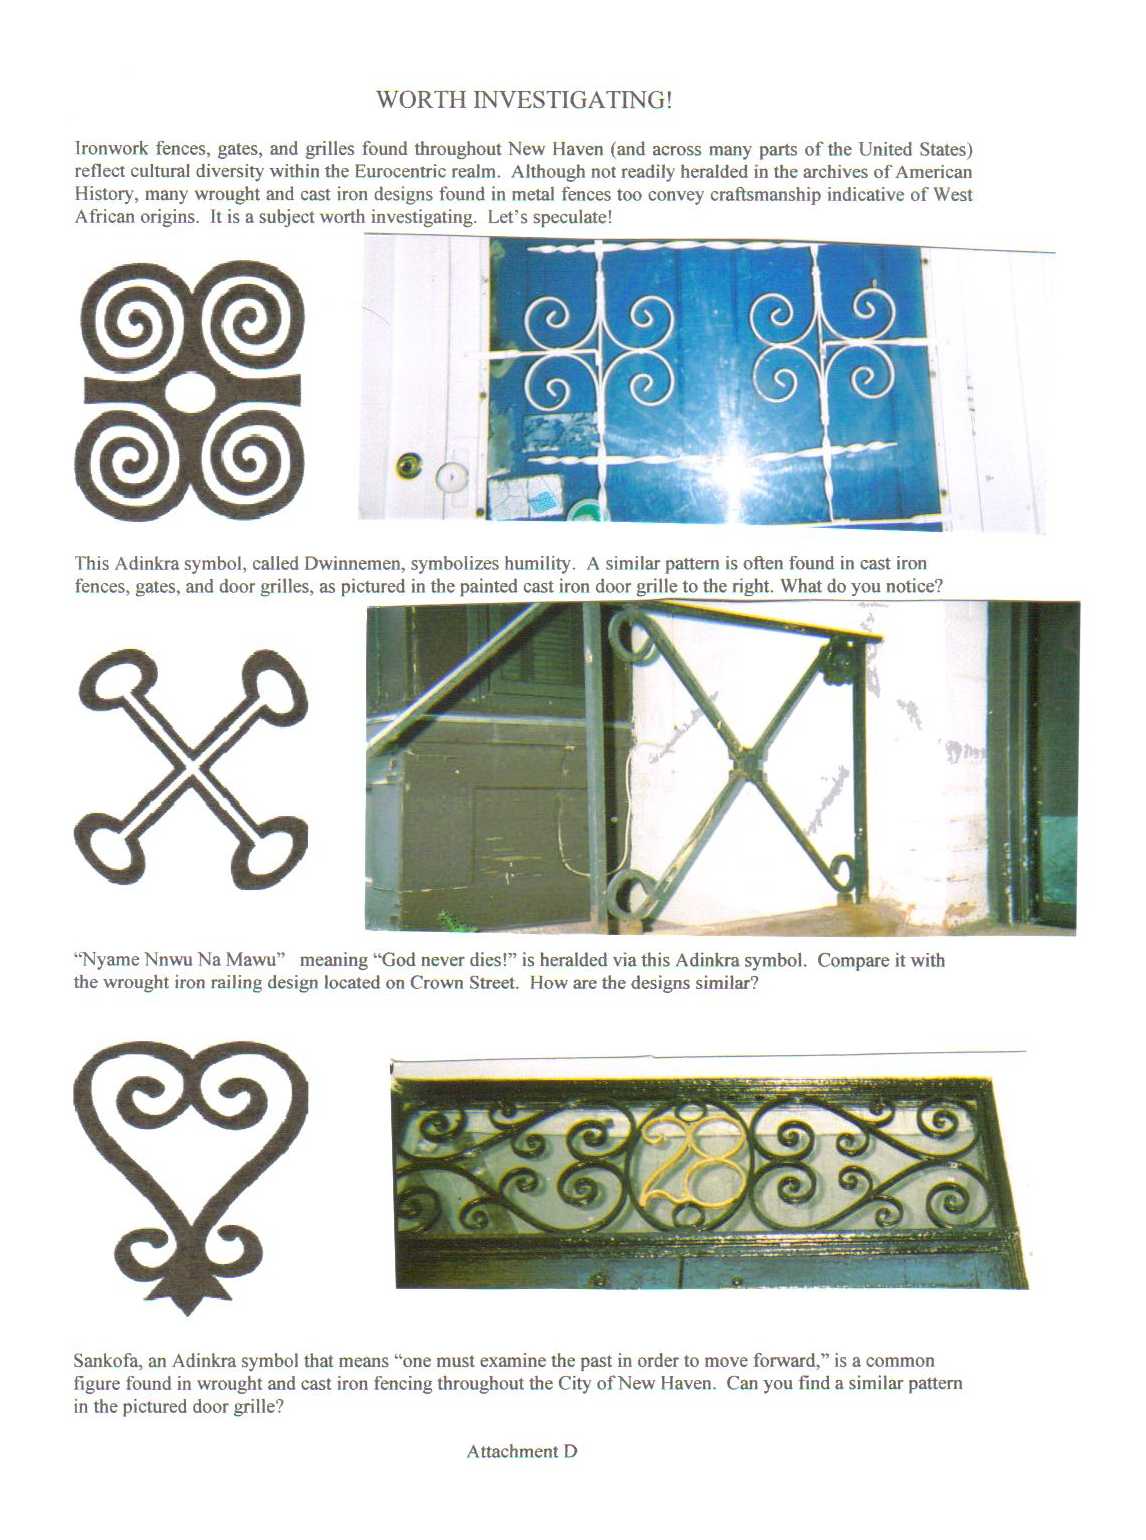 WORTH INVESTIGATING!
Ironwork fences, gates, and grilles found throughout New Haven (and across many parts of the United States)
reflect cultural diversity within the Eurocentric realm.  Although not readily heralded in the archives of American
History, many wrought and cast iron designs found in metal fences too convey craftsmanship indicative of West
African origins.  It is a subject worth investigating.  Let's speculate!
This Adinkra symbol, called Dwinnemen, symbolizes humility.  A similar pattern is often found in cast iron
fences, gates, and door grilles, as pictured in the painted cast iron door grille to the right. What do you notice?
“Nyame Nnwu Na Mawu”   meaning “God never dies!” is heralded via this Adinkra symbol.  Compare it with
the wrought iron railing design located on Crown Street.  How are the designs similar?
28
Sankofa, an Adinkra symbol that means “one must examine the past in order to move forward,” is a common
figure found in wrought and cast iron fencing throughout the City of New Haven.  Can you find a similar pattern
in the pictured door grille?
Attachment D